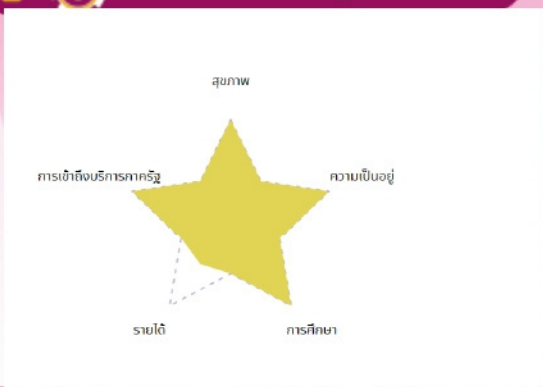 สุขภาพ
การเข้าถึงบริการภาครัฐ
ความเป็นอยู่
รายได้
การศึกษา